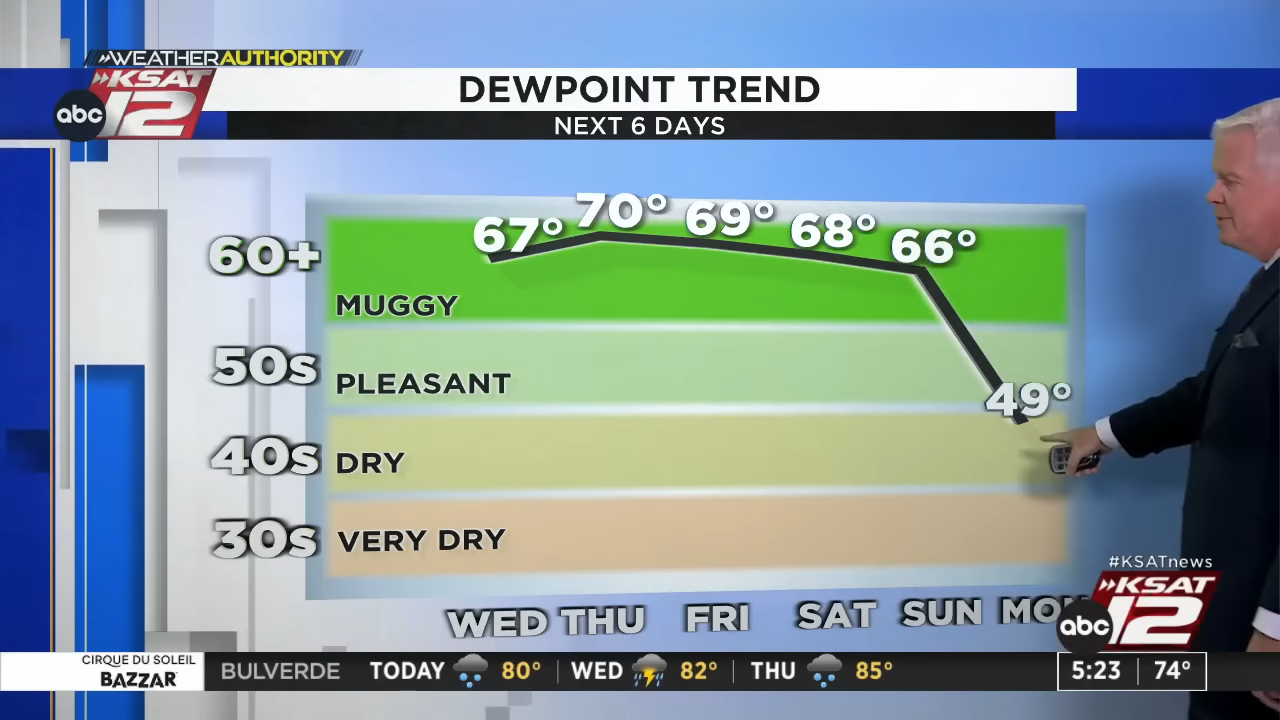 WEATHERAUTHORITY
KSAT
abc 12
DEWPOINT TREND
NEXT 6 DAYS
67° 70° 69° 68° 66° 49°
60+ MUGGY
50s PLEASANT
40s DRY
30s VERY DRY
WED THU FRI SAT SUN MON
#KSATnews
KSAT
abc 12
CIRQUE DU SOLEIL
BAZZAR
BULVERDE TODAY 80° WED 82° THU 85°
5:23 74°